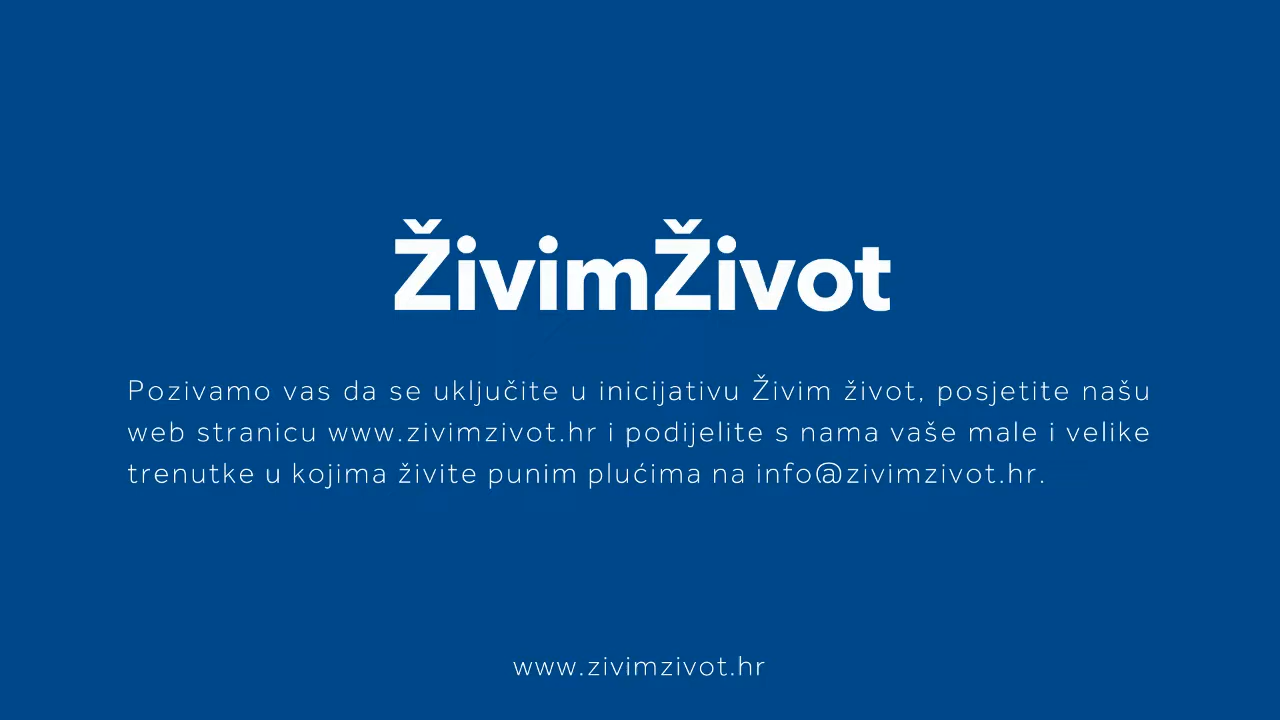 ŽivimŽivot
Pozivamo vas da se uključite u inicijativu Živim život, posjetite našu
web stranicu www.zivimzivot.hr i podijelite s nama vaše male i velike
trenutke u kojima živite punim plućima na info@zivimzivot.hr.
www.zivimzivot.hr